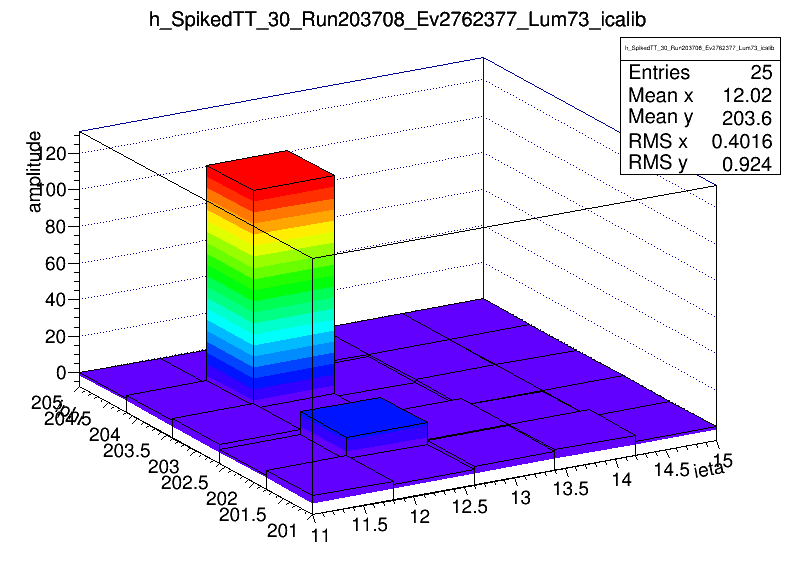 h_SpikedTT_30_Run203708_Ev2762377_Lum73_icalib
h_SpikedTT_30_Run203708_Ev2762377_Lum73_icalib
Entries 25
Mean x 12.02
Mean y 203.6
RMS x 0.4016
RMS y 0.924
amplitude
120
100
80
60
40
20
0
205
204.5
204
203.5
203
202.5
202
201.5
201
11
11.5
12
12.5
13
13.5
14
14.5
15
ieta